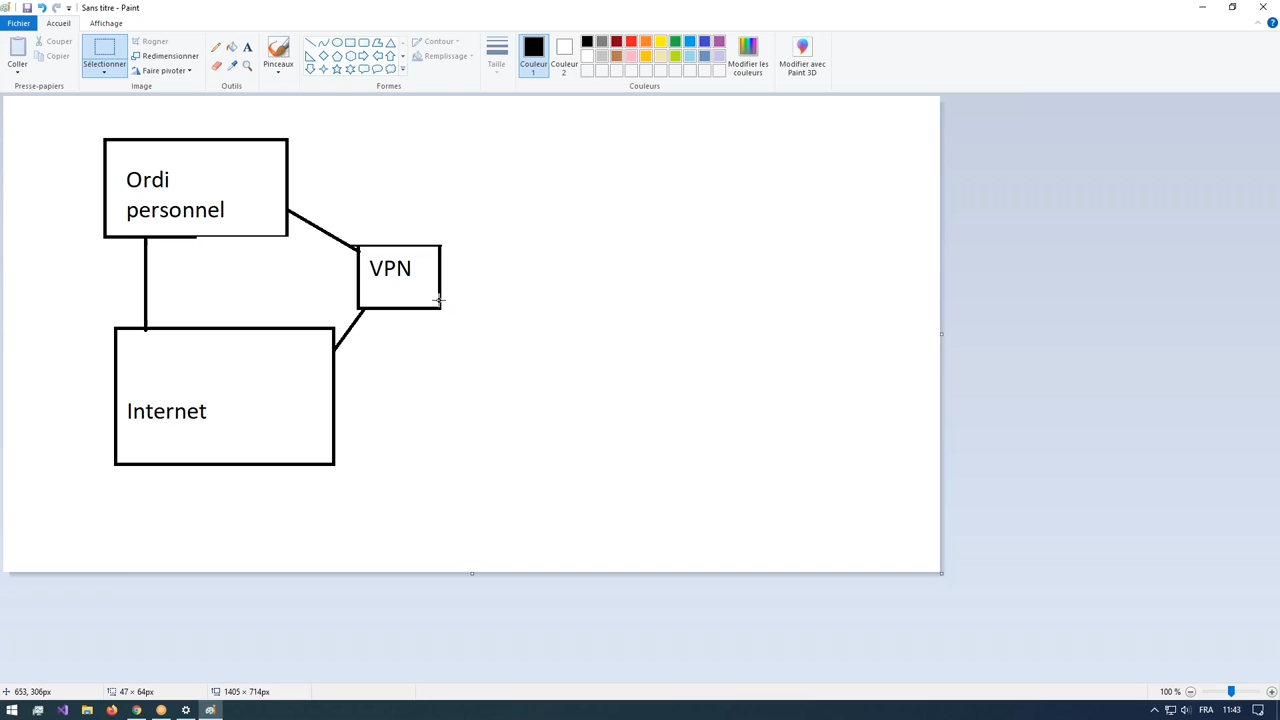 Sans titre - Paint
Fichier
Accueil
Affichage
Coller
Couper
Copier
Presse-papiers
Sélectionner
Rogner
Redimensionner
Faire pivoter
Image
A
Outils
Pinceaux
Formes
Contour
Remplissage
Taille
Couleur
1
Couleur
2
Modifier les
couleurs
Couleurs
Modifier avec
Paint 3D
Ordi
personnel
VPN
Internet
653, 306px
47 × 64px
1405 × 714px
100 %
FRA
11:43